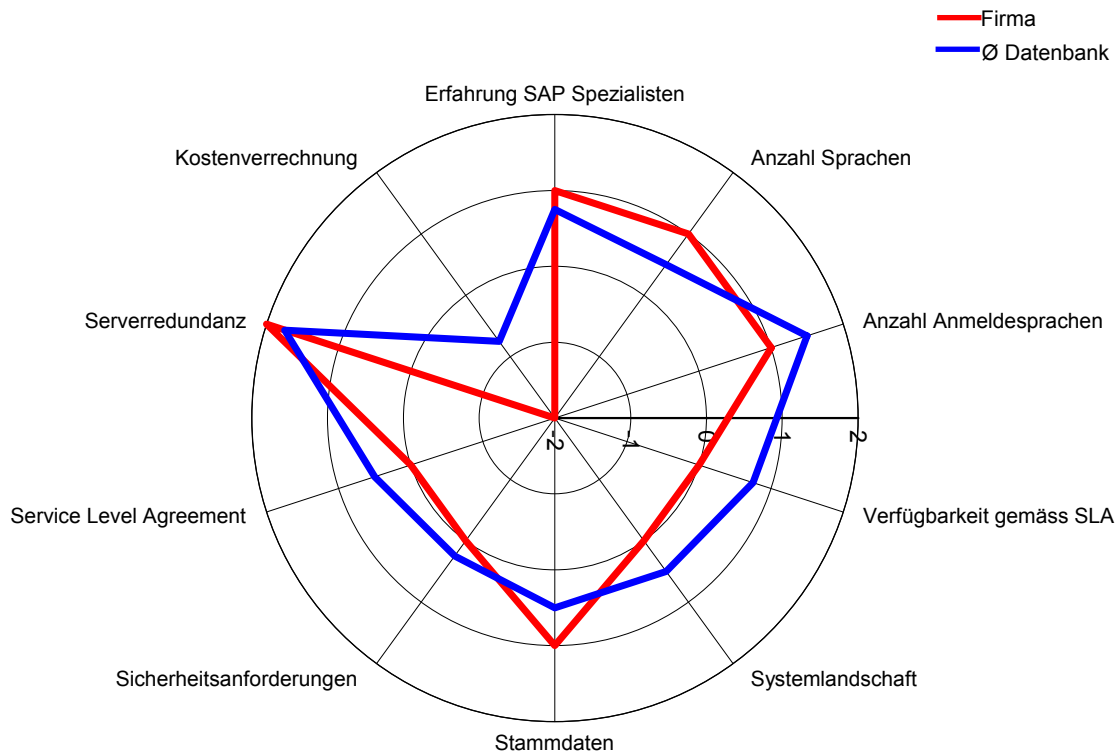 Firma
Ø Datenbank
Erfahrung SAP Spezialisten
Kostenverrechnung
Anzahl Sprachen
Serverredundanz
Anzahl Anmeldesprachen
-2
-1
0
1
2
Service Level Agreement
Verfügbarkeit gemäss SLA
Sicherheitsanforderungen
Systemlandschaft
Stammdaten